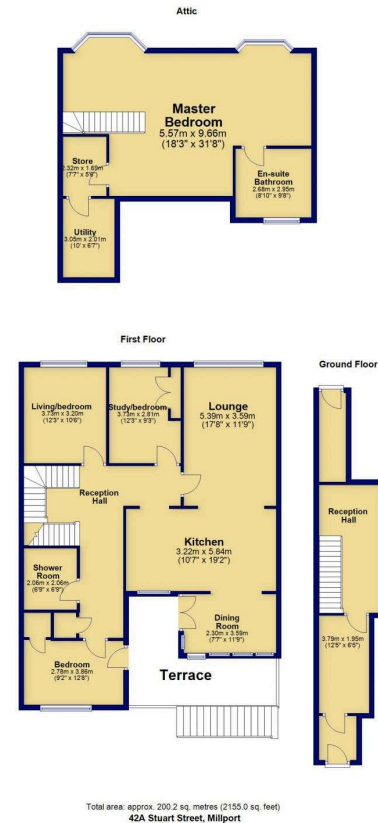 Attic
Master
Bedroom
5.57m x 9.66m
(18'3" x 31'8")
Store
2.32m x 1.69m
(7'7" x 5'6")
En-suite
Bathroom
2.68m x 2.95m
(8'10" x 9'8")
Utility
3.05m x 2.01m
(10' x 6'7")
First Floor
Ground Floor
Living/bedroom
3.73m x 3.20m
(12'3" x 10'6")
Study/bedroom
3.73m x 2.81m
(12'3" x 9'3")
Lounge
5.39m x 3.59m
(17'8" x 11'9")
Reception
Hall
Reception
Hall
Kitchen
3.22m x 5.84m
(10'7" x 19'2")
Shower
Room
2.06m x 2.06m
(6'9" x 6'9")
Dining
Room
2.30m x 3.59m
(7'7" x 11'9")
3.79m x 1.95m
(12'5" x 6'5")
Bedroom
2.78m x 3.86m
(9'2" x 12'8")
Terrace
Total area: approx. 200.2 sq. metres (2155.0 sq. feet)
42A Stuart Street, Millport